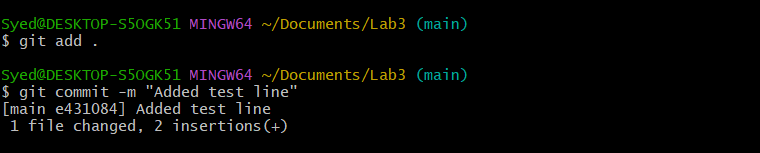 Syed@DESKTOP-S5OGK51 MINGW64 ~/Documents/Lab3 (main)
$ git add .
Syed@DESKTOP-S5OGK51 MINGW64 ~/Documents/Lab3 (main)
$ git commit -m "Added test line"
[main e431084] Added test line
 1 file changed, 2 insertions(+)